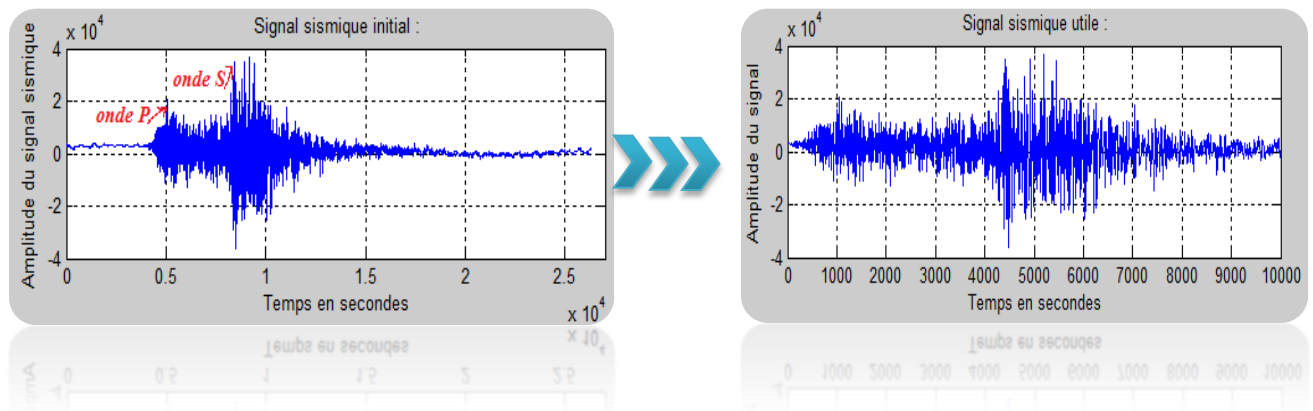 Signal sismique initial :
x 10^4
Amplitude du signal sismique
4
2
0
-2
-4
onde P
onde S
0 0.5 1 1.5 2 2.5
Temps en secondes
x 10^4
Signal sismique utile :
x 10^4
Amplitude du signal
4
2
0
-2
-4
0 1000 2000 3000 4000 5000 6000 7000 8000 9000 10000
Temps en secondes